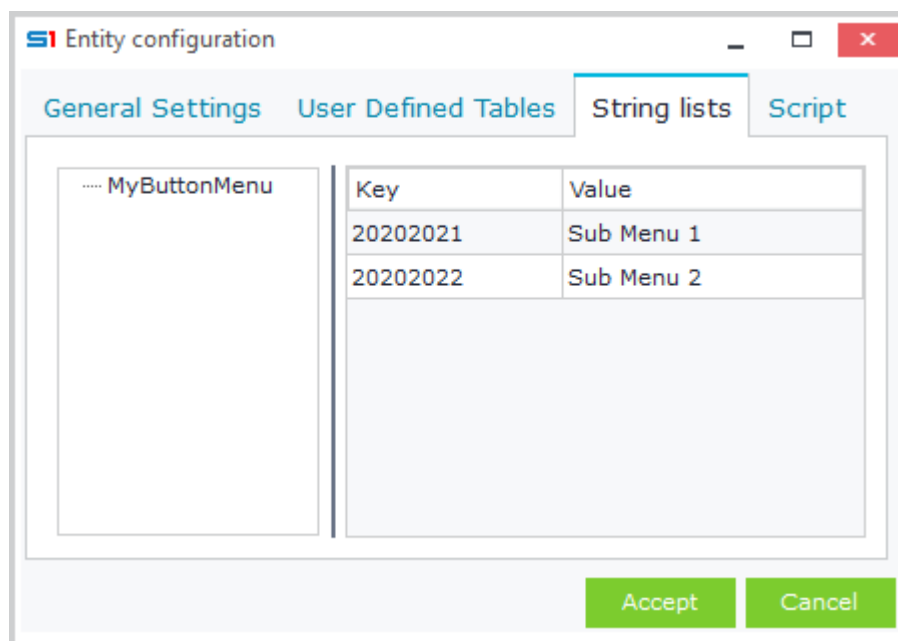 S1 Entity configuration
General Settings User Defined Tables String lists Script
MyButtonMenu
Key Value
20202021 Sub Menu 1
20202022 Sub Menu 2
Accept Cancel